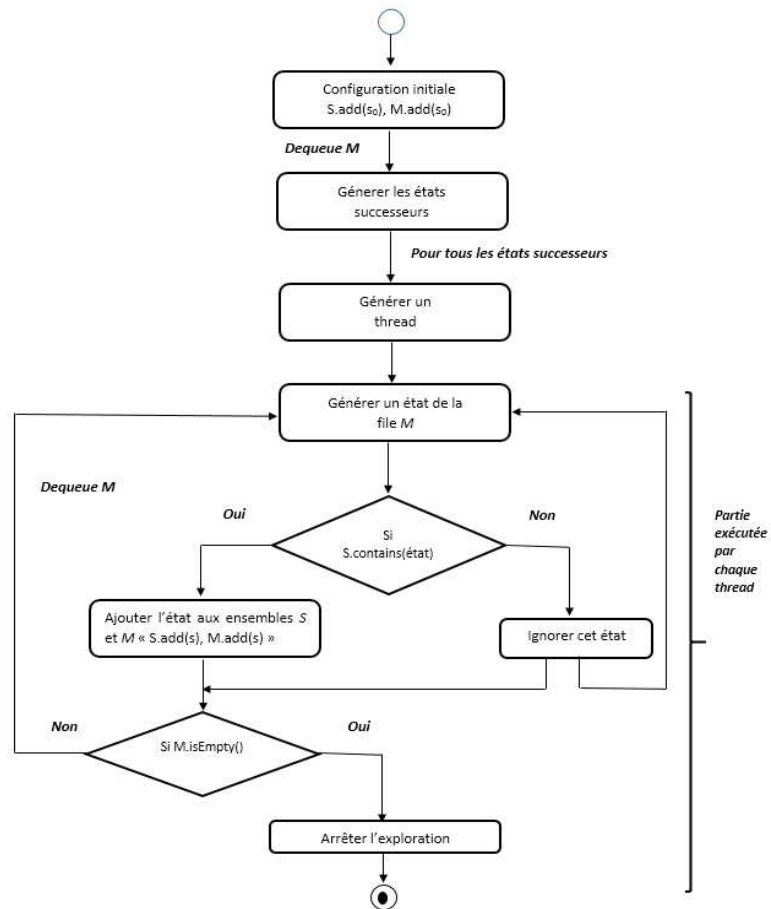 Configuration initiale
S.add(s₀), M.add(s₀)
Dequeue M
Génerer les états
successeurs
Pour tous les états successeurs
Générer un
thread
Générer un état de la
file M
Dequeue M
Oui
Non
Si
S.contains(état)
Partie
exécutée
par
chaque
thread
Ajouter l'état aux ensembles S
et M « S.add(s), M.add(s) »
Ignorer cet état
Non
Oui
Si M.isEmpty()
Arrêter l'exploration